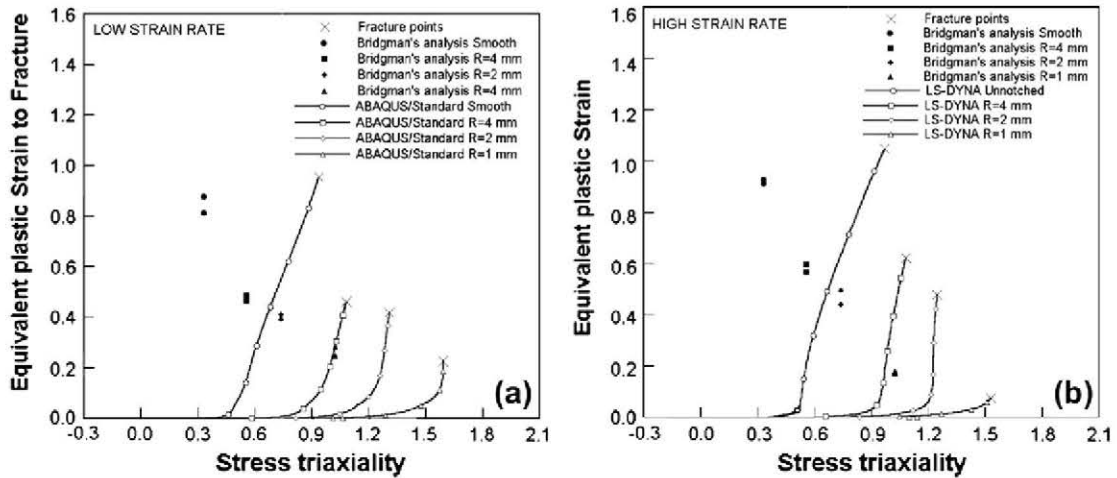 LOW STRAIN RATE
Fracture points
Bridgman's analysis Smooth
Bridgman's analysis R=4 mm
Bridgman's analysis R=2 mm
Bridgman's analysis R=4 mm
ABAQUS/Standard Smooth
ABAQUS/Standard R=4 mm
ABAQUS/Standard R=2 mm
ABAQUS/Standard R=1 mm
Equivalent plastic Strain to Fracture
1.6
1.4
1.2
1.0
0.8
0.6
0.4
0.2
0.0
-0.3 0.0 0.3 0.6 0.9 1.2 1.5 1.8 2.1
Stress triaxiality
(a)
HIGH STRAIN RATE
Fracture points
Bridgman's analysis Smooth
Bridgman's analysis R=4 mm
Bridgman's analysis R=2 mm
Bridgman's analysis R=1 mm
LS-DYNA Unnotched
LS-DYNA R=4 mm
LS-DYNA R=2 mm
LS-DYNA R=1 mm
Equivalent plastic Strain
1.6
1.4
1.2
1.0
0.8
0.6
0.4
0.2
0.0
-0.3 0.0 0.3 0.6 0.9 1.2 1.5 1.8 2.1
Stress triaxiality
(b)